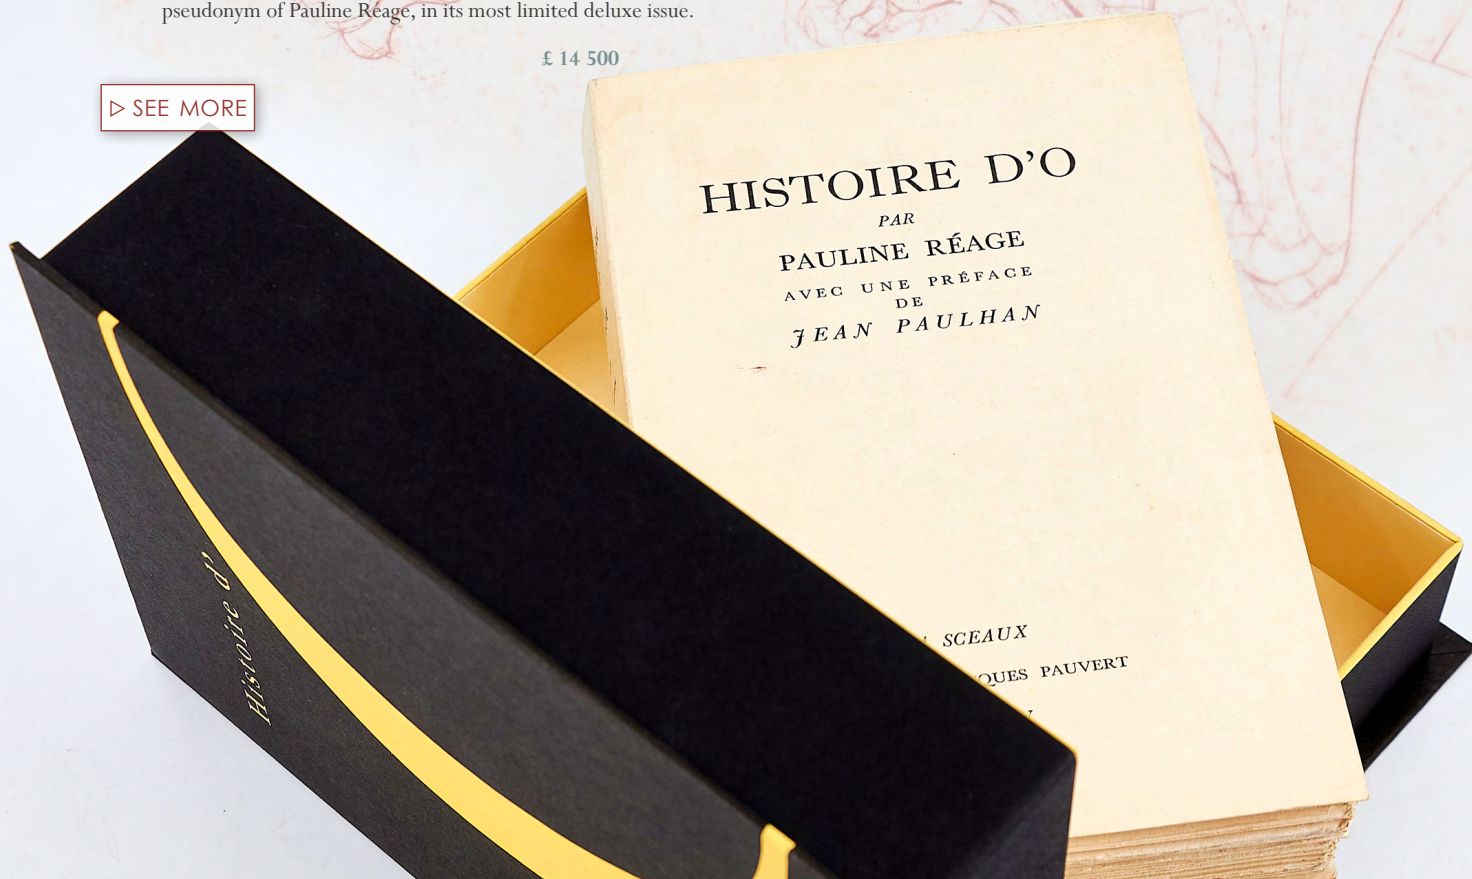 pseudonym of Pauline Réage, in its most limited deluxe issue.
£ 14 500
SEE MORE
HISTOIRE D'O
PAR
PAULINE RÉAGE
AVEC UNE PRÉFACE
DE
JEAN PAULHAN
SCEAUX
PAUVERT
Histoire d'